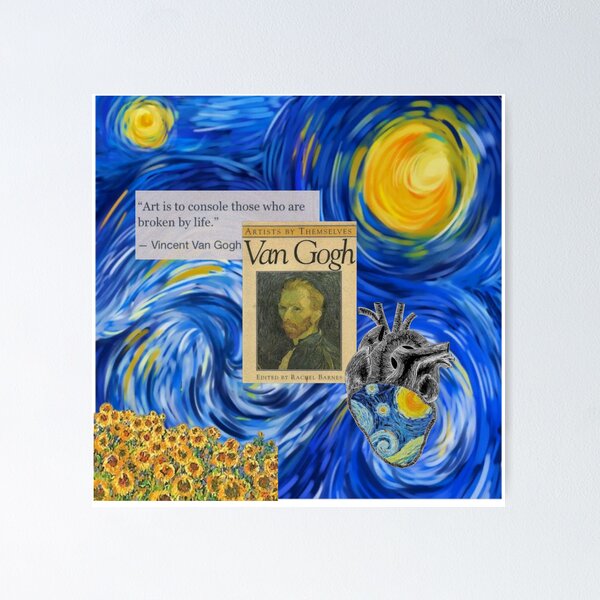 “Art is to console those who are
broken by life.”
— Vincent Van Gogh
ARTISTS BY THEMSELVES
Van Gogh
EDITED BY RACHEL BARNES